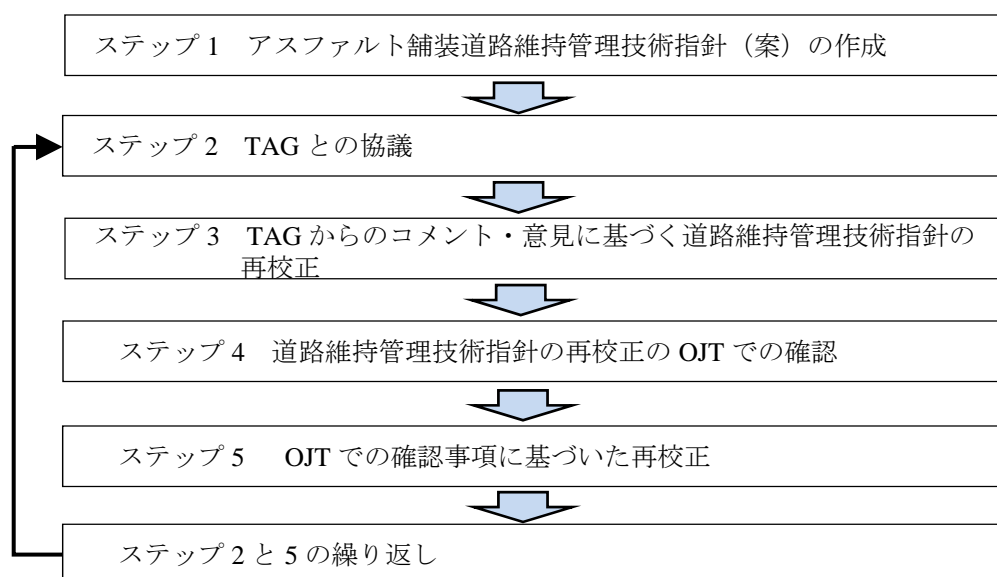 ステップ 1　アスファルト舗装道路維持管理技術指針（案）の作成
ステップ 2　TAG との協議
ステップ 3　TAG からのコメント・意見に基づく道路維持管理技術指針の
再校正
ステップ 4　道路維持管理技術指針の再校正の OJT での確認
ステップ 5　OJT での確認事項に基づいた再校正
ステップ 2 と 5 の繰り返し